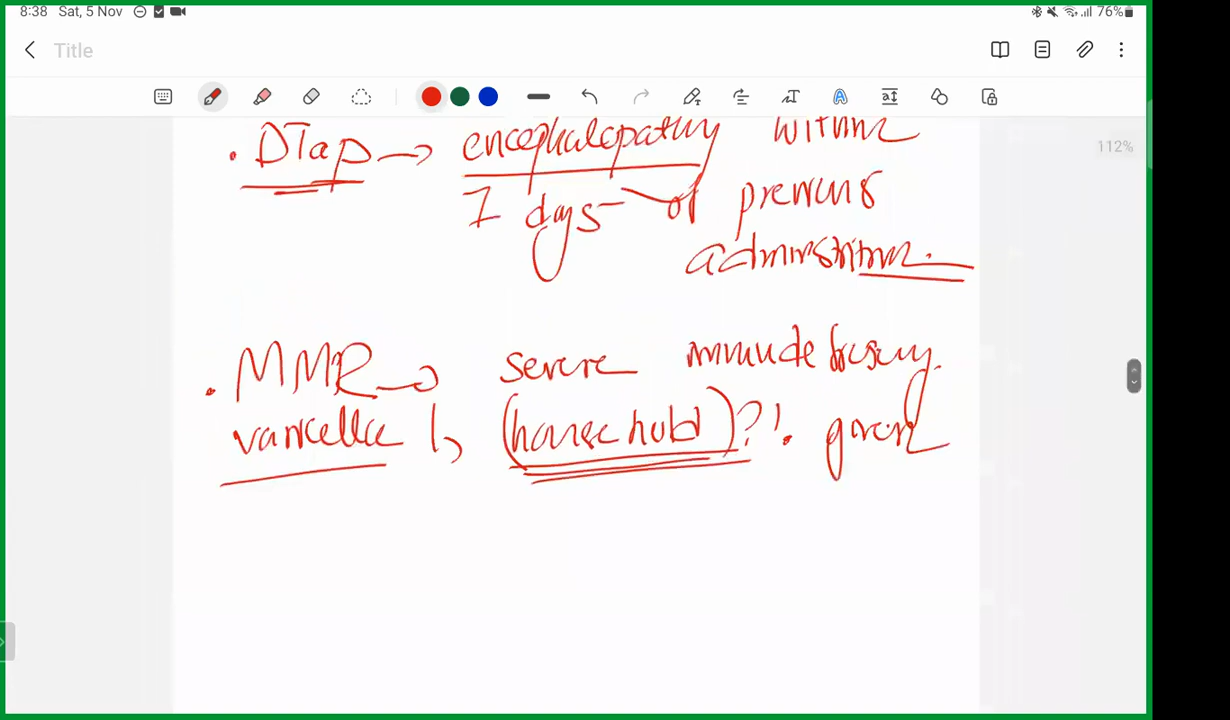 8:38 Sat, 5 Nov 76%
Title
112%
. DTap → encephalopathy within
7 days of previous
administration.
. MMR → severe immunodeficiency.
varicella ↳ (household)?!. given